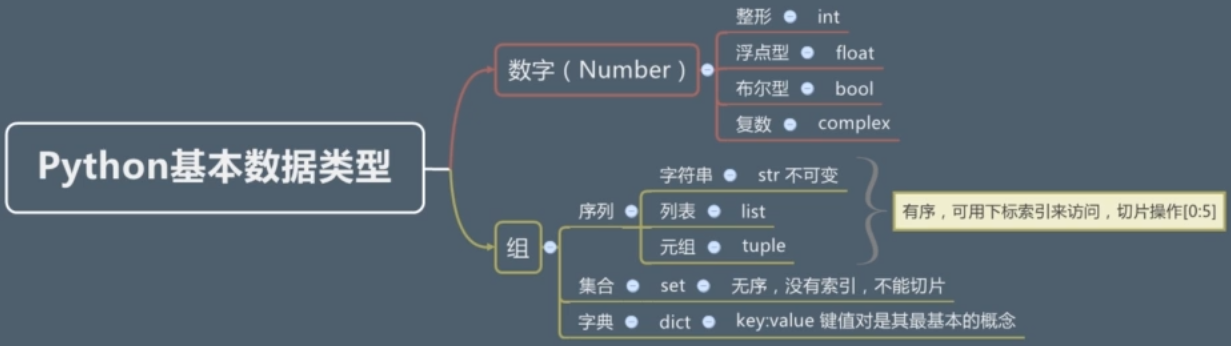 Python基本数据类型
数字（Number）
整形 int
浮点型 float
布尔型 bool
复数 complex
组
序列
字符串 str 不可变
列表 list
元组 tuple
有序，可用下标索引来访问，切片操作[0:5]
集合 set 无序，没有索引，不能切片
字典 dict key:value 键值对是其最基本的概念